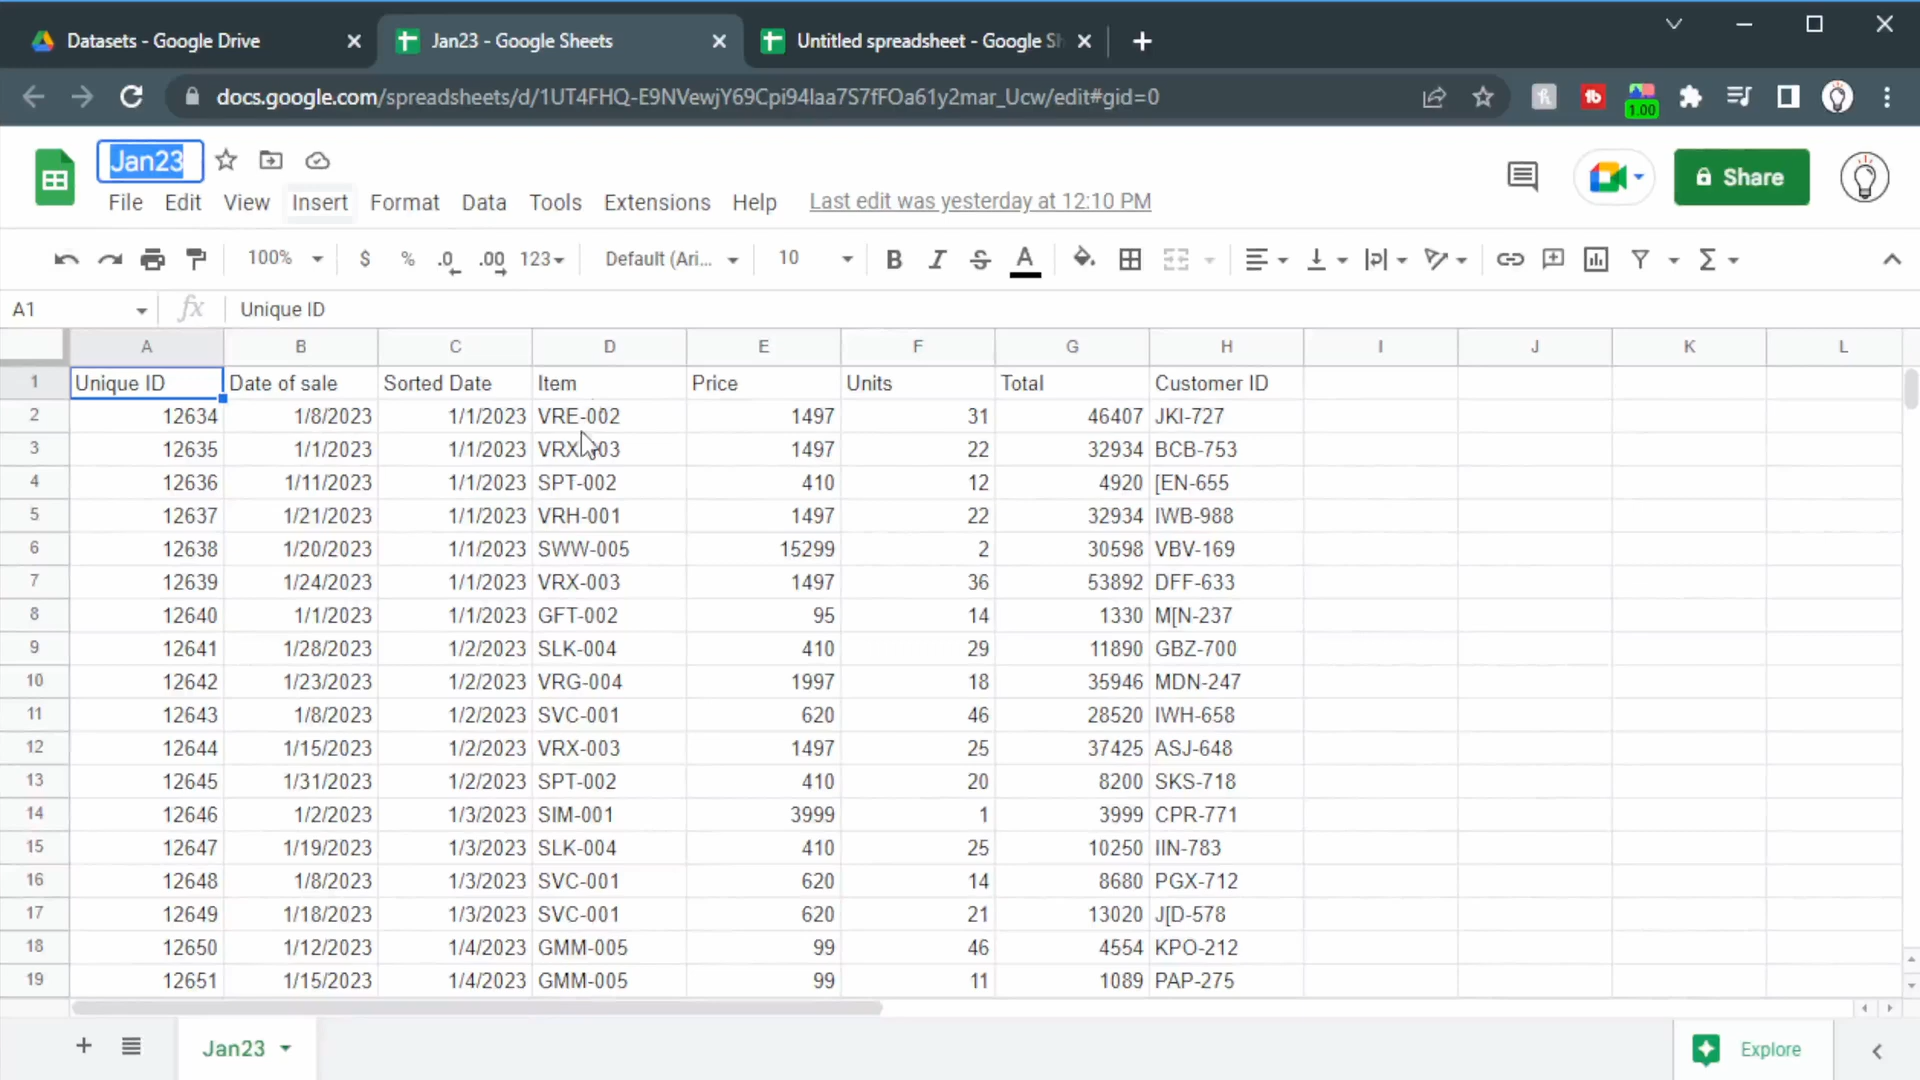 Datasets - Google Drive
Jan23 - Google Sheets
Untitled spreadsheet - Google Sh
docs.google.com/spreadsheets/d/1UT4FHQ-E9NVewjY69Cpi94laa7S7fFOa61y2mar_Ucw/edit#gid=0
1.00
Jan23
Share
File Edit View Insert Format Data Tools Extensions Help Last edit was yesterday at 12:10 PM
100% $ % .0 .00 123 Default (Ari... 10 B I S A Σ
A1 fx Unique ID
A B C D E F G H I J K L
1 Unique ID Date of sale Sorted Date Item Price Units Total Customer ID
2 12634 1/8/2023 1/1/2023 VRE-002 1497 31 46407 JKI-727
3 12635 1/1/2023 1/1/2023 VRX-003 1497 22 32934 BCB-753
4 12636 1/11/2023 1/1/2023 SPT-002 410 12 4920 [EN-655
5 12637 1/21/2023 1/1/2023 VRH-001 1497 22 32934 IWB-988
6 12638 1/20/2023 1/1/2023 SWW-005 15299 2 30598 VBV-169
7 12639 1/24/2023 1/1/2023 VRX-003 1497 36 53892 DFF-633
8 12640 1/1/2023 1/1/2023 GFT-002 95 14 1330 M[N-237
9 12641 1/28/2023 1/2/2023 SLK-004 410 29 11890 GBZ-700
10 12642 1/23/2023 1/2/2023 VRG-004 1997 18 35946 MDN-247
11 12643 1/8/2023 1/2/2023 SVC-001 620 46 28520 IWH-658
12 12644 1/15/2023 1/2/2023 VRX-003 1497 25 37425 ASJ-648
13 12645 1/31/2023 1/2/2023 SPT-002 410 20 8200 SKS-718
14 12646 1/2/2023 1/3/2023 SIM-001 3999 1 3999 CPR-771
15 12647 1/19/2023 1/3/2023 SLK-004 410 25 10250 IIN-783
16 12648 1/8/2023 1/3/2023 SVC-001 620 14 8680 PGX-712
17 12649 1/18/2023 1/3/2023 SVC-001 620 21 13020 J[D-578
18 12650 1/12/2023 1/4/2023 GMM-005 99 46 4554 KPO-212
19 12651 1/15/2023 1/4/2023 GMM-005 99 11 1089 PAP-275
Jan23
Explore